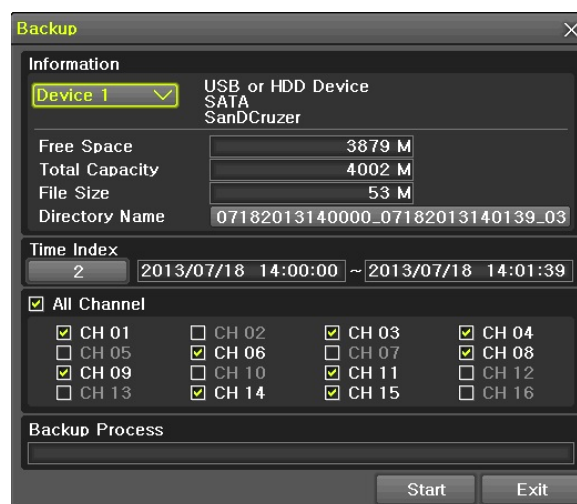 Backup
Information
Device 1
USB or HDD Device
SATA
SanDCruzer
Free Space 3879 M
Total Capacity 4002 M
File Size 53 M
Directory Name 07182013140000_07182013140139_03
Time Index
2 2013/07/18 14:00:00 ~ 2013/07/18 14:01:39
All Channel
CH 01 CH 02 CH 03 CH 04
CH 05 CH 06 CH 07 CH 08
CH 09 CH 10 CH 11 CH 12
CH 13 CH 14 CH 15 CH 16
Backup Process
Start Exit